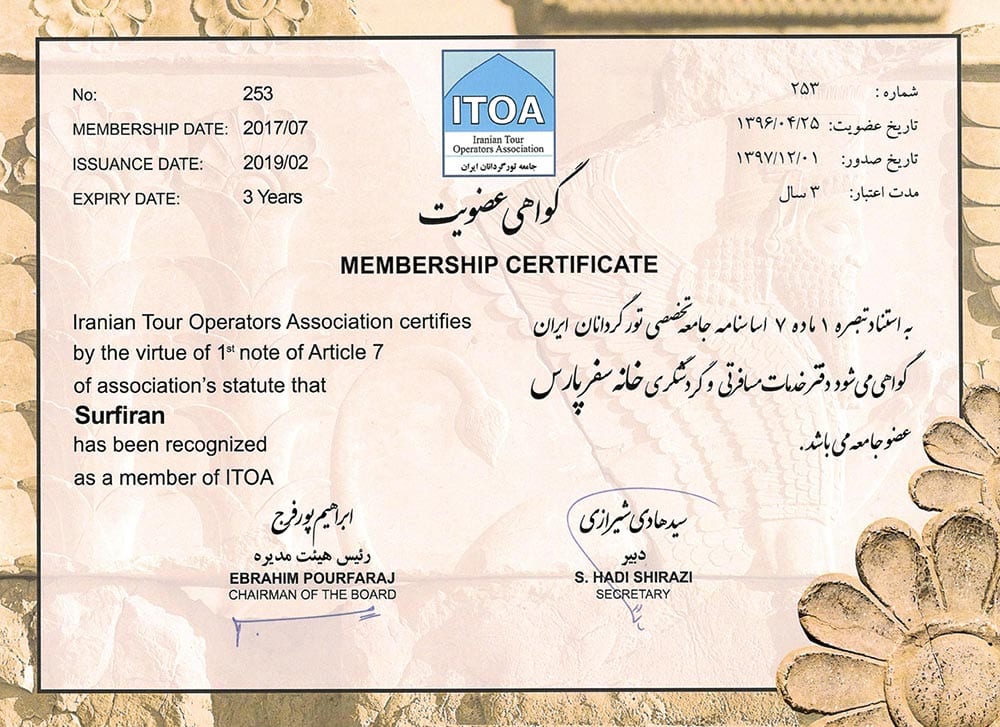 ITOA
Iranian Tour
Operators Association
جامعه تورگردانان ایران
No: 253
MEMBERSHIP DATE: 2017/07
ISSUANCE DATE: 2019/02
EXPIRY DATE: 3 Years
شماره : ۲۵۳
تاریخ عضویت: ۱۳۹۶/۰۴/۲۵
تاریخ صدور: ۱۳۹۷/۱۲/۰۱
مدت اعتبار: ۳ سال
گواهی عضویت
MEMBERSHIP CERTIFICATE
Iranian Tour Operators Association certifies
by the virtue of 1st note of Article 7
of association's statute that
Surfiran
has been recognized
as a member of ITOA
به استناد تبصره ۱ ماده ۷ اساسنامه جامعه تخصصی تورگردانان ایران
گواهی می شود دفتر خدمات مسافرتی و گردشگری خانه سفر پارس
عضو جامعه می باشد.
ابراهیم پورفرج
رئیس هیئت مدیره
EBRAHIM POURFARAJ
CHAIRMAN OF THE BOARD
سید هادی شیرازی
دبیر
S. HADI SHIRAZI
SECRETARY